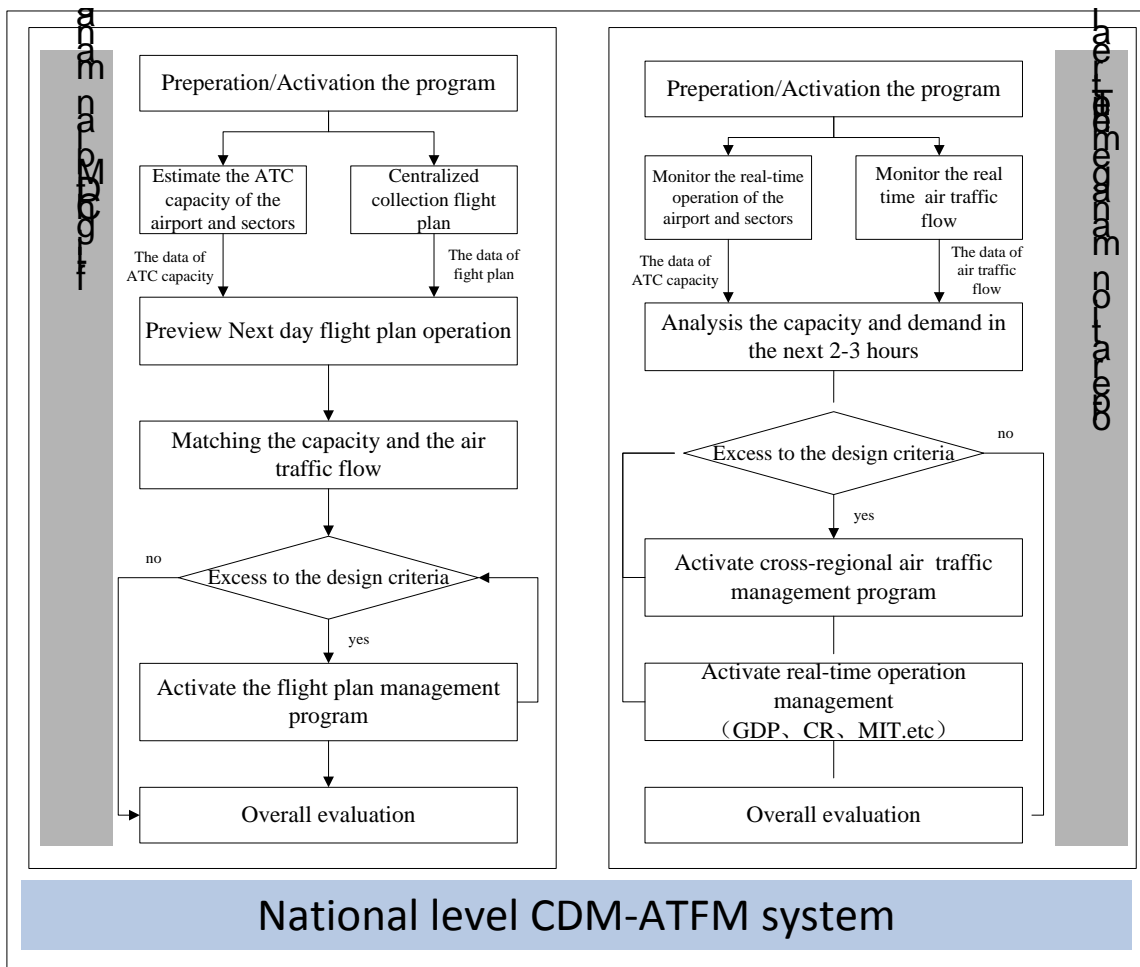 Preperation/Activation the program
Estimate the ATC
capacity of the
airport and sectors
Centralized
collection flight
plan
The data of
ATC capacity
The data of
fight plan
Preview Next day flight plan operation
Matching the capacity and the air
traffic flow
no
Excess to the design criteria
yes
Activate the flight plan management
program
Overall evaluation
Preperation/Activation the program
Monitor the real-time
operation of the
airport and sectors
Monitor the real
time air traffic
flow
The data of
ATC capacity
The data of
air traffic
flow
Analysis the capacity and demand in
the next 2-3 hours
no
Excess to the design criteria
yes
Activate cross-regional air traffic
management program
Activate real-time operation
management
（GDP、CR、MIT.etc）
Overall evaluation
National level CDM-ATFM system